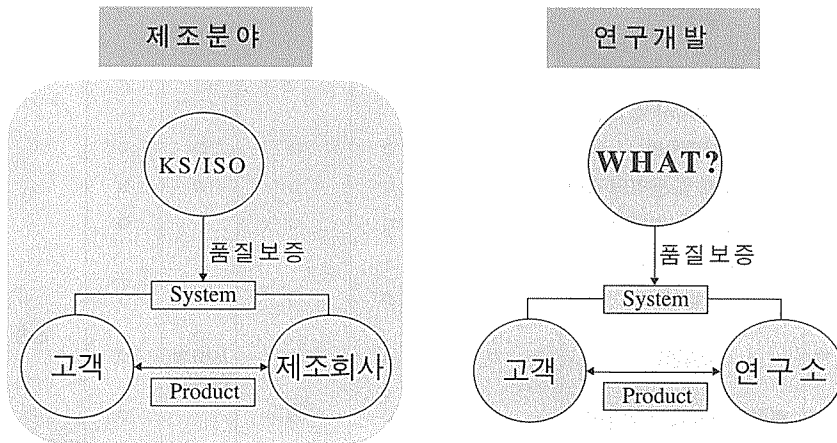 제조분야
연구개발
KS/ISO
WHAT?
품질보증
품질보증
System
System
고객
제조회사
고객
연구소
Product
Product